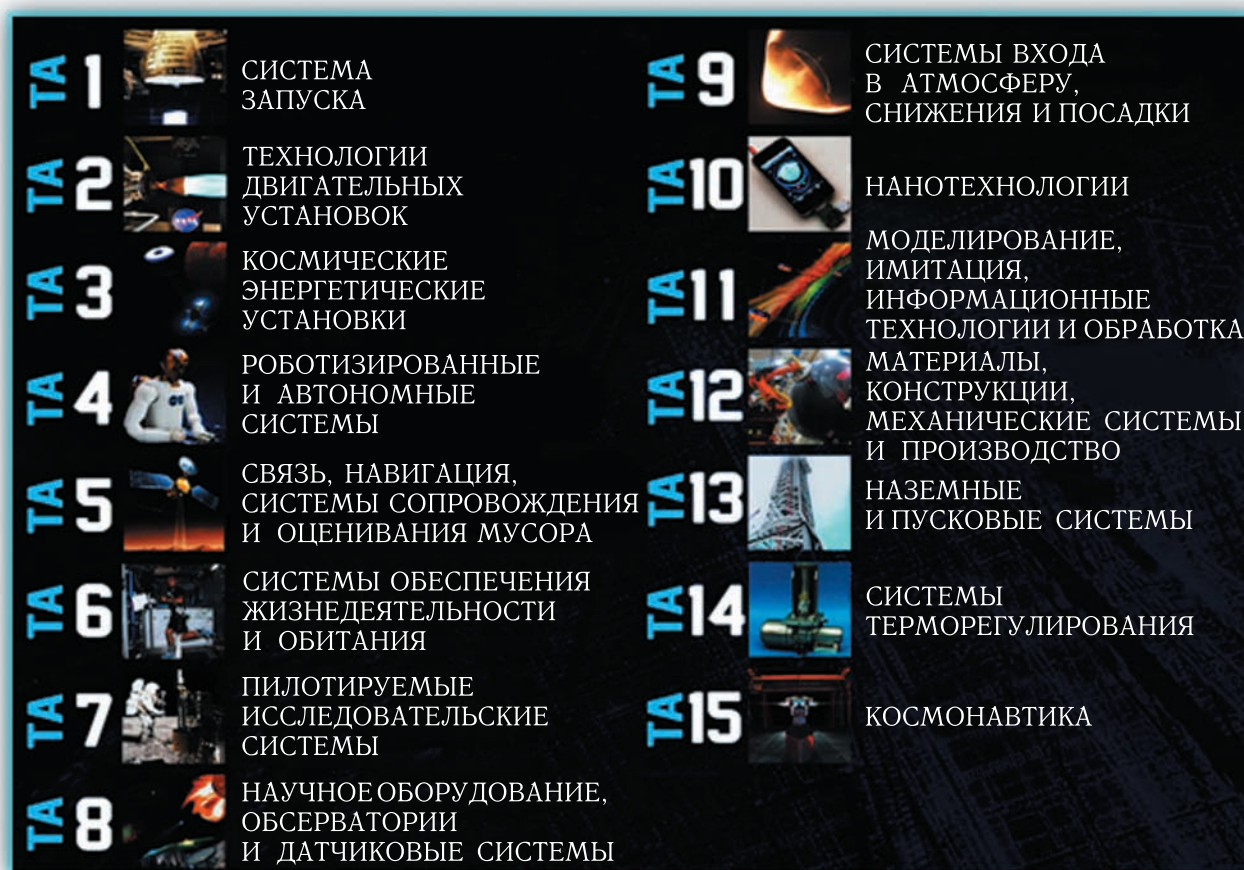 ТА 1
СИСТЕМА
ЗАПУСКА
ТА 2
ТЕХНОЛОГИИ
ДВИГАТЕЛЬНЫХ
УСТАНОВОК
ТА 3
КОСМИЧЕСКИЕ
ЭНЕРГЕТИЧЕСКИЕ
УСТАНОВКИ
ТА 4
РОБОТИЗИРОВАННЫЕ
И АВТОНОМНЫЕ
СИСТЕМЫ
ТА 5
СВЯЗЬ, НАВИГАЦИЯ,
СИСТЕМЫ СОПРОВОЖДЕНИЯ
И ОЦЕНИВАНИЯ МУСОРА
ТА 6
СИСТЕМЫ ОБЕСПЕЧЕНИЯ
ЖИЗНЕДЕЯТЕЛЬНОСТИ
И ОБИТАНИЯ
ТА 7
ПИЛОТИРУЕМЫЕ
ИССЛЕДОВАТЕЛЬСКИЕ
СИСТЕМЫ
ТА 8
НАУЧНОЕ ОБОРУДОВАНИЕ,
ОБСЕРВАТОРИИ
И ДАТЧИКОВЫЕ СИСТЕМЫ
ТА 9
СИСТЕМЫ ВХОДА
В АТМОСФЕРУ,
СНИЖЕНИЯ И ПОСАДКИ
ТА 10
НАНОТЕХНОЛОГИИ
ТА 11
МОДЕЛИРОВАНИЕ,
ИМИТАЦИЯ,
ИНФОРМАЦИОННЫЕ
ТЕХНОЛОГИИ И ОБРАБОТКА
ТА 12
МАТЕРИАЛЫ,
КОНСТРУКЦИИ,
МЕХАНИЧЕСКИЕ СИСТЕМЫ
И ПРОИЗВОДСТВО
ТА 13
НАЗЕМНЫЕ
И ПУСКОВЫЕ СИСТЕМЫ
ТА 14
СИСТЕМЫ
ТЕРМОРЕГУЛИРОВАНИЯ
ТА 15
КОСМОНАВТИКА